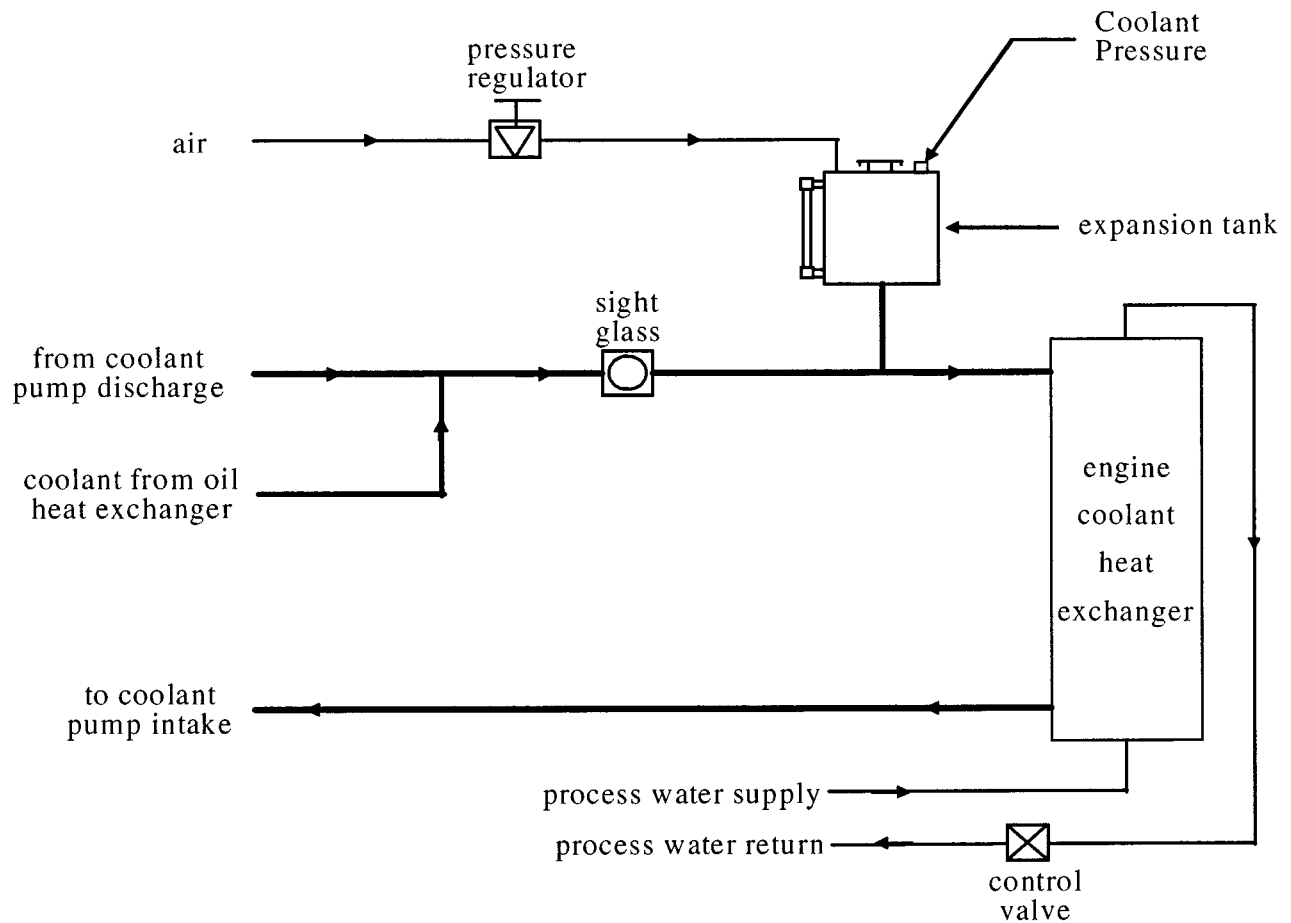 Coolant
Pressure
pressure
regulator
air
expansion tank
sight
glass
from coolant
pump discharge
coolant from oil
heat exchanger
engine
coolant
heat
exchanger
to coolant
pump intake
process water supply
process water return
control
valve